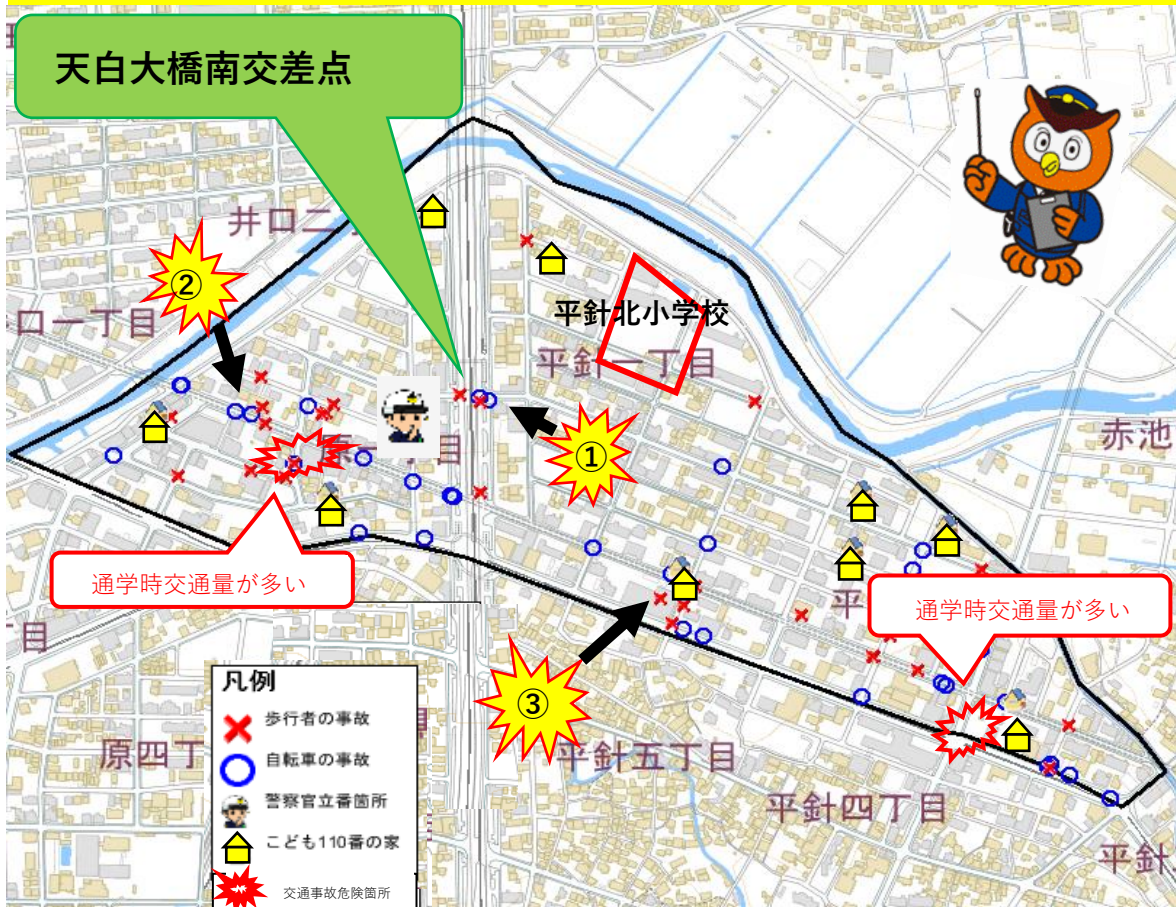 天白大橋南交差点
井口二
②
口一丁目
平針北小学校
平針一丁目
赤池
①
原一丁目
通学時交通量が多い
平
通学時交通量が多い
目
③
凡例
歩行者の事故
自転車の事故
警察官立番箇所
こども110番の家
交通事故危険箇所
原四丁
平針五丁目
平針四丁目
平針